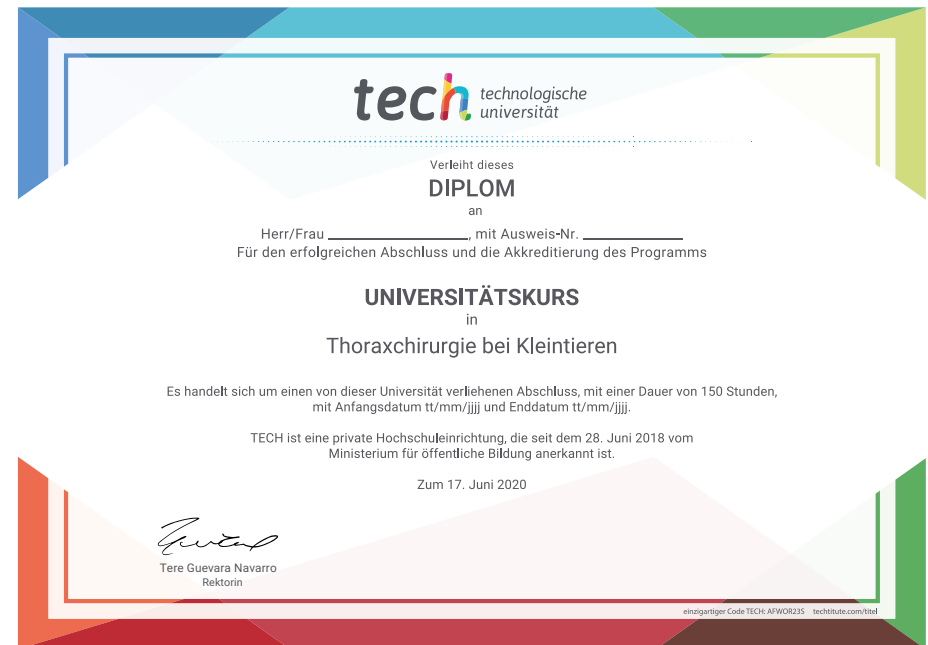 tech technologische
universität
Verleiht dieses
DIPLOM
an
Herr/Frau ____________________, mit Ausweis-Nr. ______________
Für den erfolgreichen Abschluss und die Akkreditierung des Programms
UNIVERSITÄTSKURS
in
Thoraxchirurgie bei Kleintieren
Es handelt sich um einen von dieser Universität verliehenen Abschluss, mit einer Dauer von 150 Stunden,
mit Anfangsdatum tt/mm/jjjj und Enddatum tt/mm/jjjj.
TECH ist eine private Hochschuleinrichtung, die seit dem 28. Juni 2018 vom
Ministerium für öffentliche Bildung anerkannt ist.
Zum 17. Juni 2020
Tere Guevara Navarro
Rektorin
einzigartiger Code TECH: AFWOR23S techtitute.com/titel